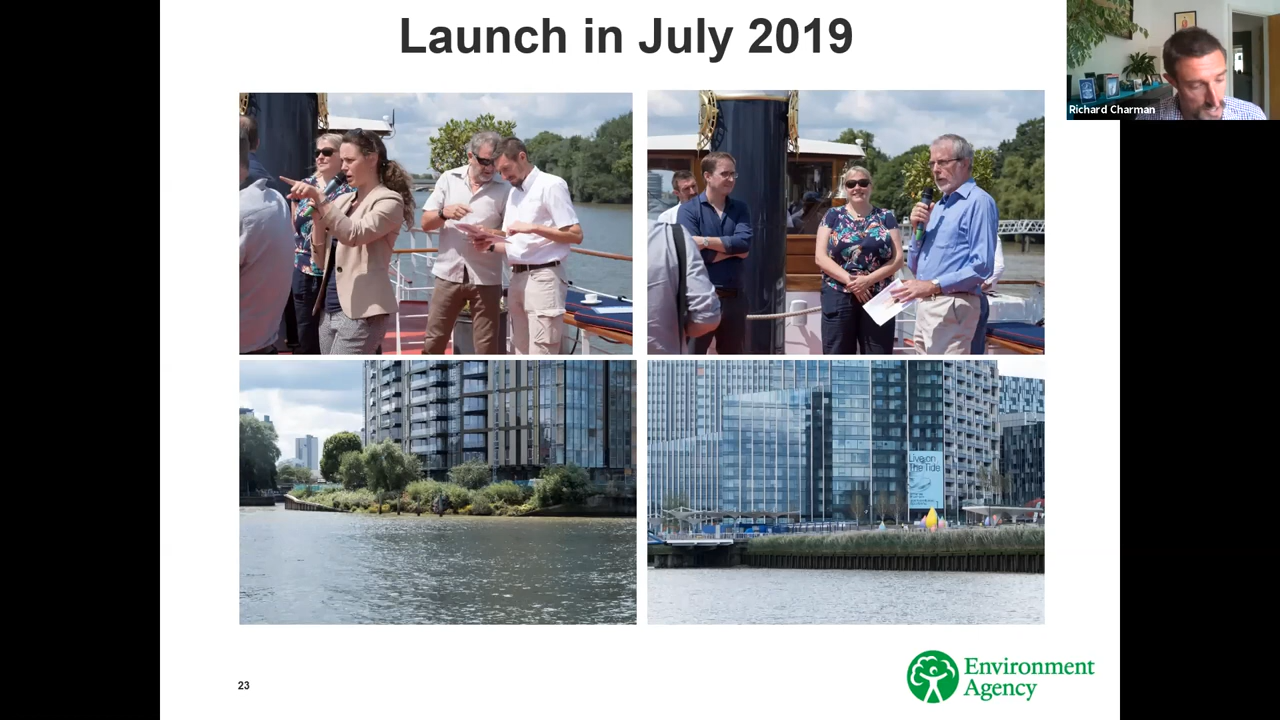 Launch in July 2019
Richard Charman
Live on
The Tide
23
Environment
Agency